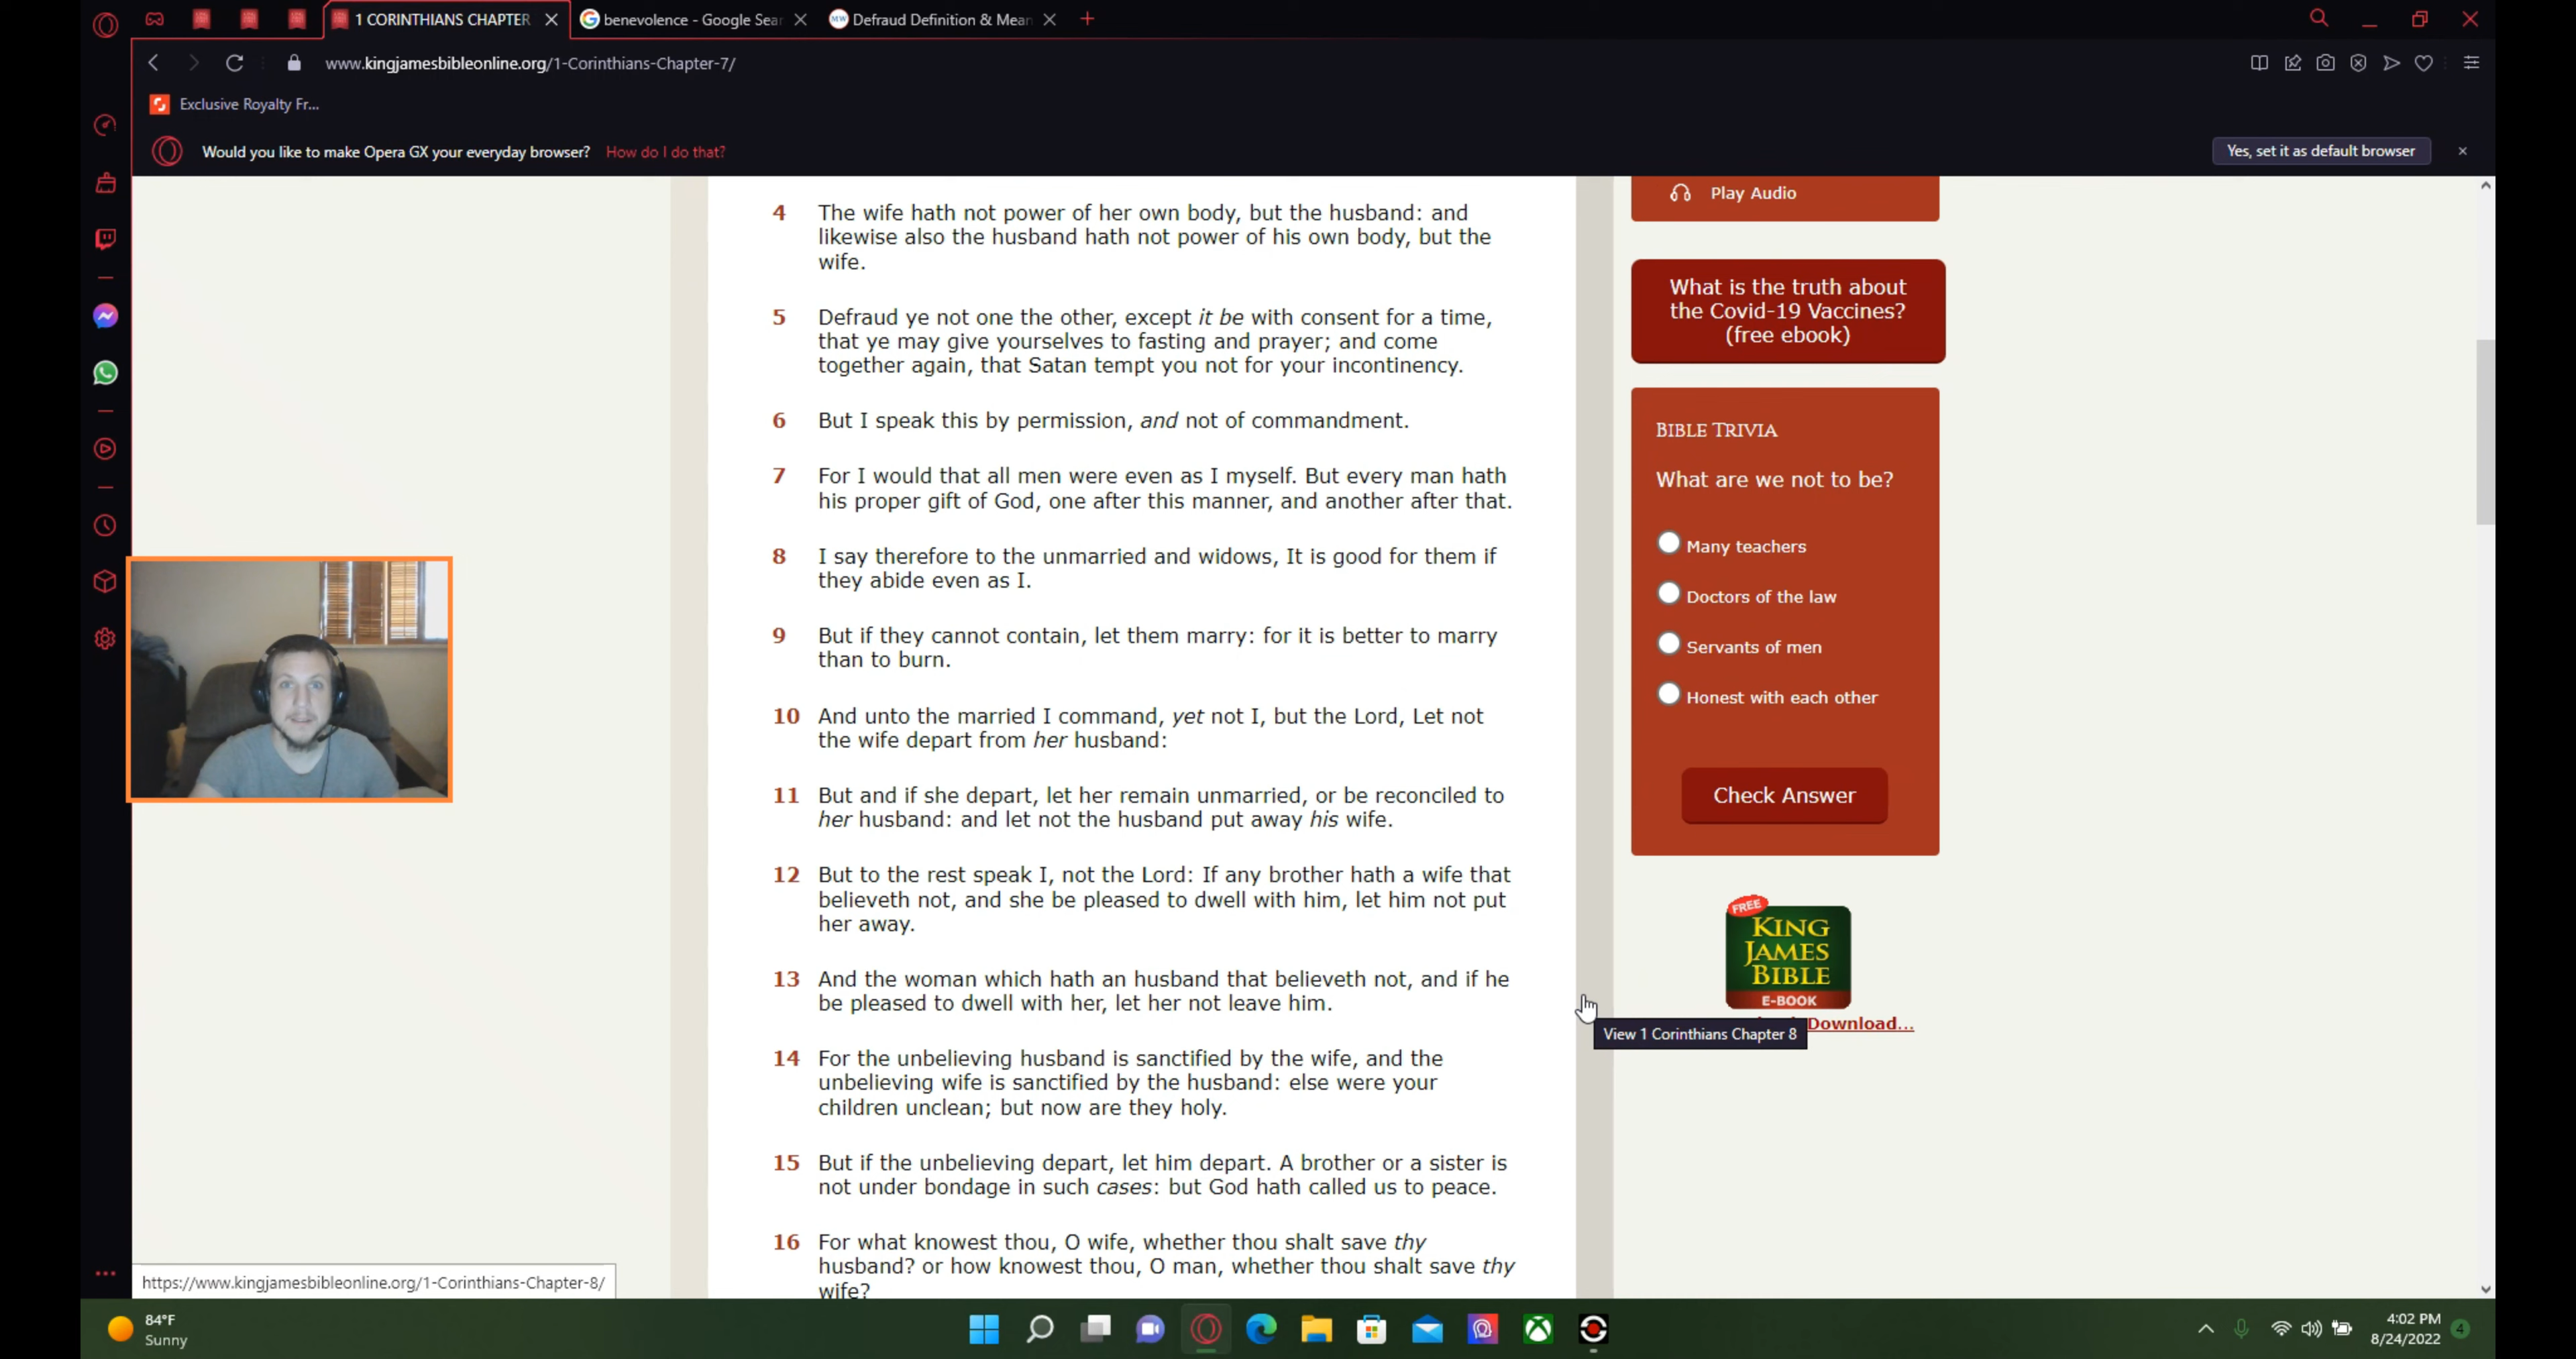 1 CORINTHIANS CHAPTER
benevolence - Google Sear
MW Defraud Definition & Mean
www.kingjamesbibleonline.org/1-Corinthians-Chapter-7/
Exclusive Royalty Fr...
Would you like to make Opera GX your everyday browser? How do I do that?
Yes, set it as default browser
4 The wife hath not power of her own body, but the husband: and
likewise also the husband hath not power of his own body, but the
wife.
5 Defraud ye not one the other, except it be with consent for a time,
that ye may give yourselves to fasting and prayer; and come
together again, that Satan tempt you not for your incontinency.
6 But I speak this by permission, and not of commandment.
7 For I would that all men were even as I myself. But every man hath
his proper gift of God, one after this manner, and another after that.
8 I say therefore to the unmarried and widows, It is good for them if
they abide even as I.
9 But if they cannot contain, let them marry: for it is better to marry
than to burn.
10 And unto the married I command, yet not I, but the Lord, Let not
the wife depart from her husband:
11 But and if she depart, let her remain unmarried, or be reconciled to
her husband: and let not the husband put away his wife.
12 But to the rest speak I, not the Lord: If any brother hath a wife that
believeth not, and she be pleased to dwell with him, let him not put
her away.
13 And the woman which hath an husband that believeth not, and if he
be pleased to dwell with her, let her not leave him.
14 For the unbelieving husband is sanctified by the wife, and the
unbelieving wife is sanctified by the husband: else were your
children unclean; but now are they holy.
15 But if the unbelieving depart, let him depart. A brother or a sister is
not under bondage in such cases: but God hath called us to peace.
16 For what knowest thou, O wife, whether thou shalt save thy
husband? or how knowest thou, O man, whether thou shalt save thy
wife?
Play Audio
What is the truth about
the Covid-19 Vaccines?
(free ebook)
BIBLE TRIVIA
What are we not to be?
Many teachers
Doctors of the law
Servants of men
Honest with each other
Check Answer
FREE
KING
JAMES
BIBLE
E-BOOK
Download...
View 1 Corinthians Chapter 8
https://www.kingjamesbibleonline.org/1-Corinthians-Chapter-8/
84°F
Sunny
4:02 PM
8/24/2022
4